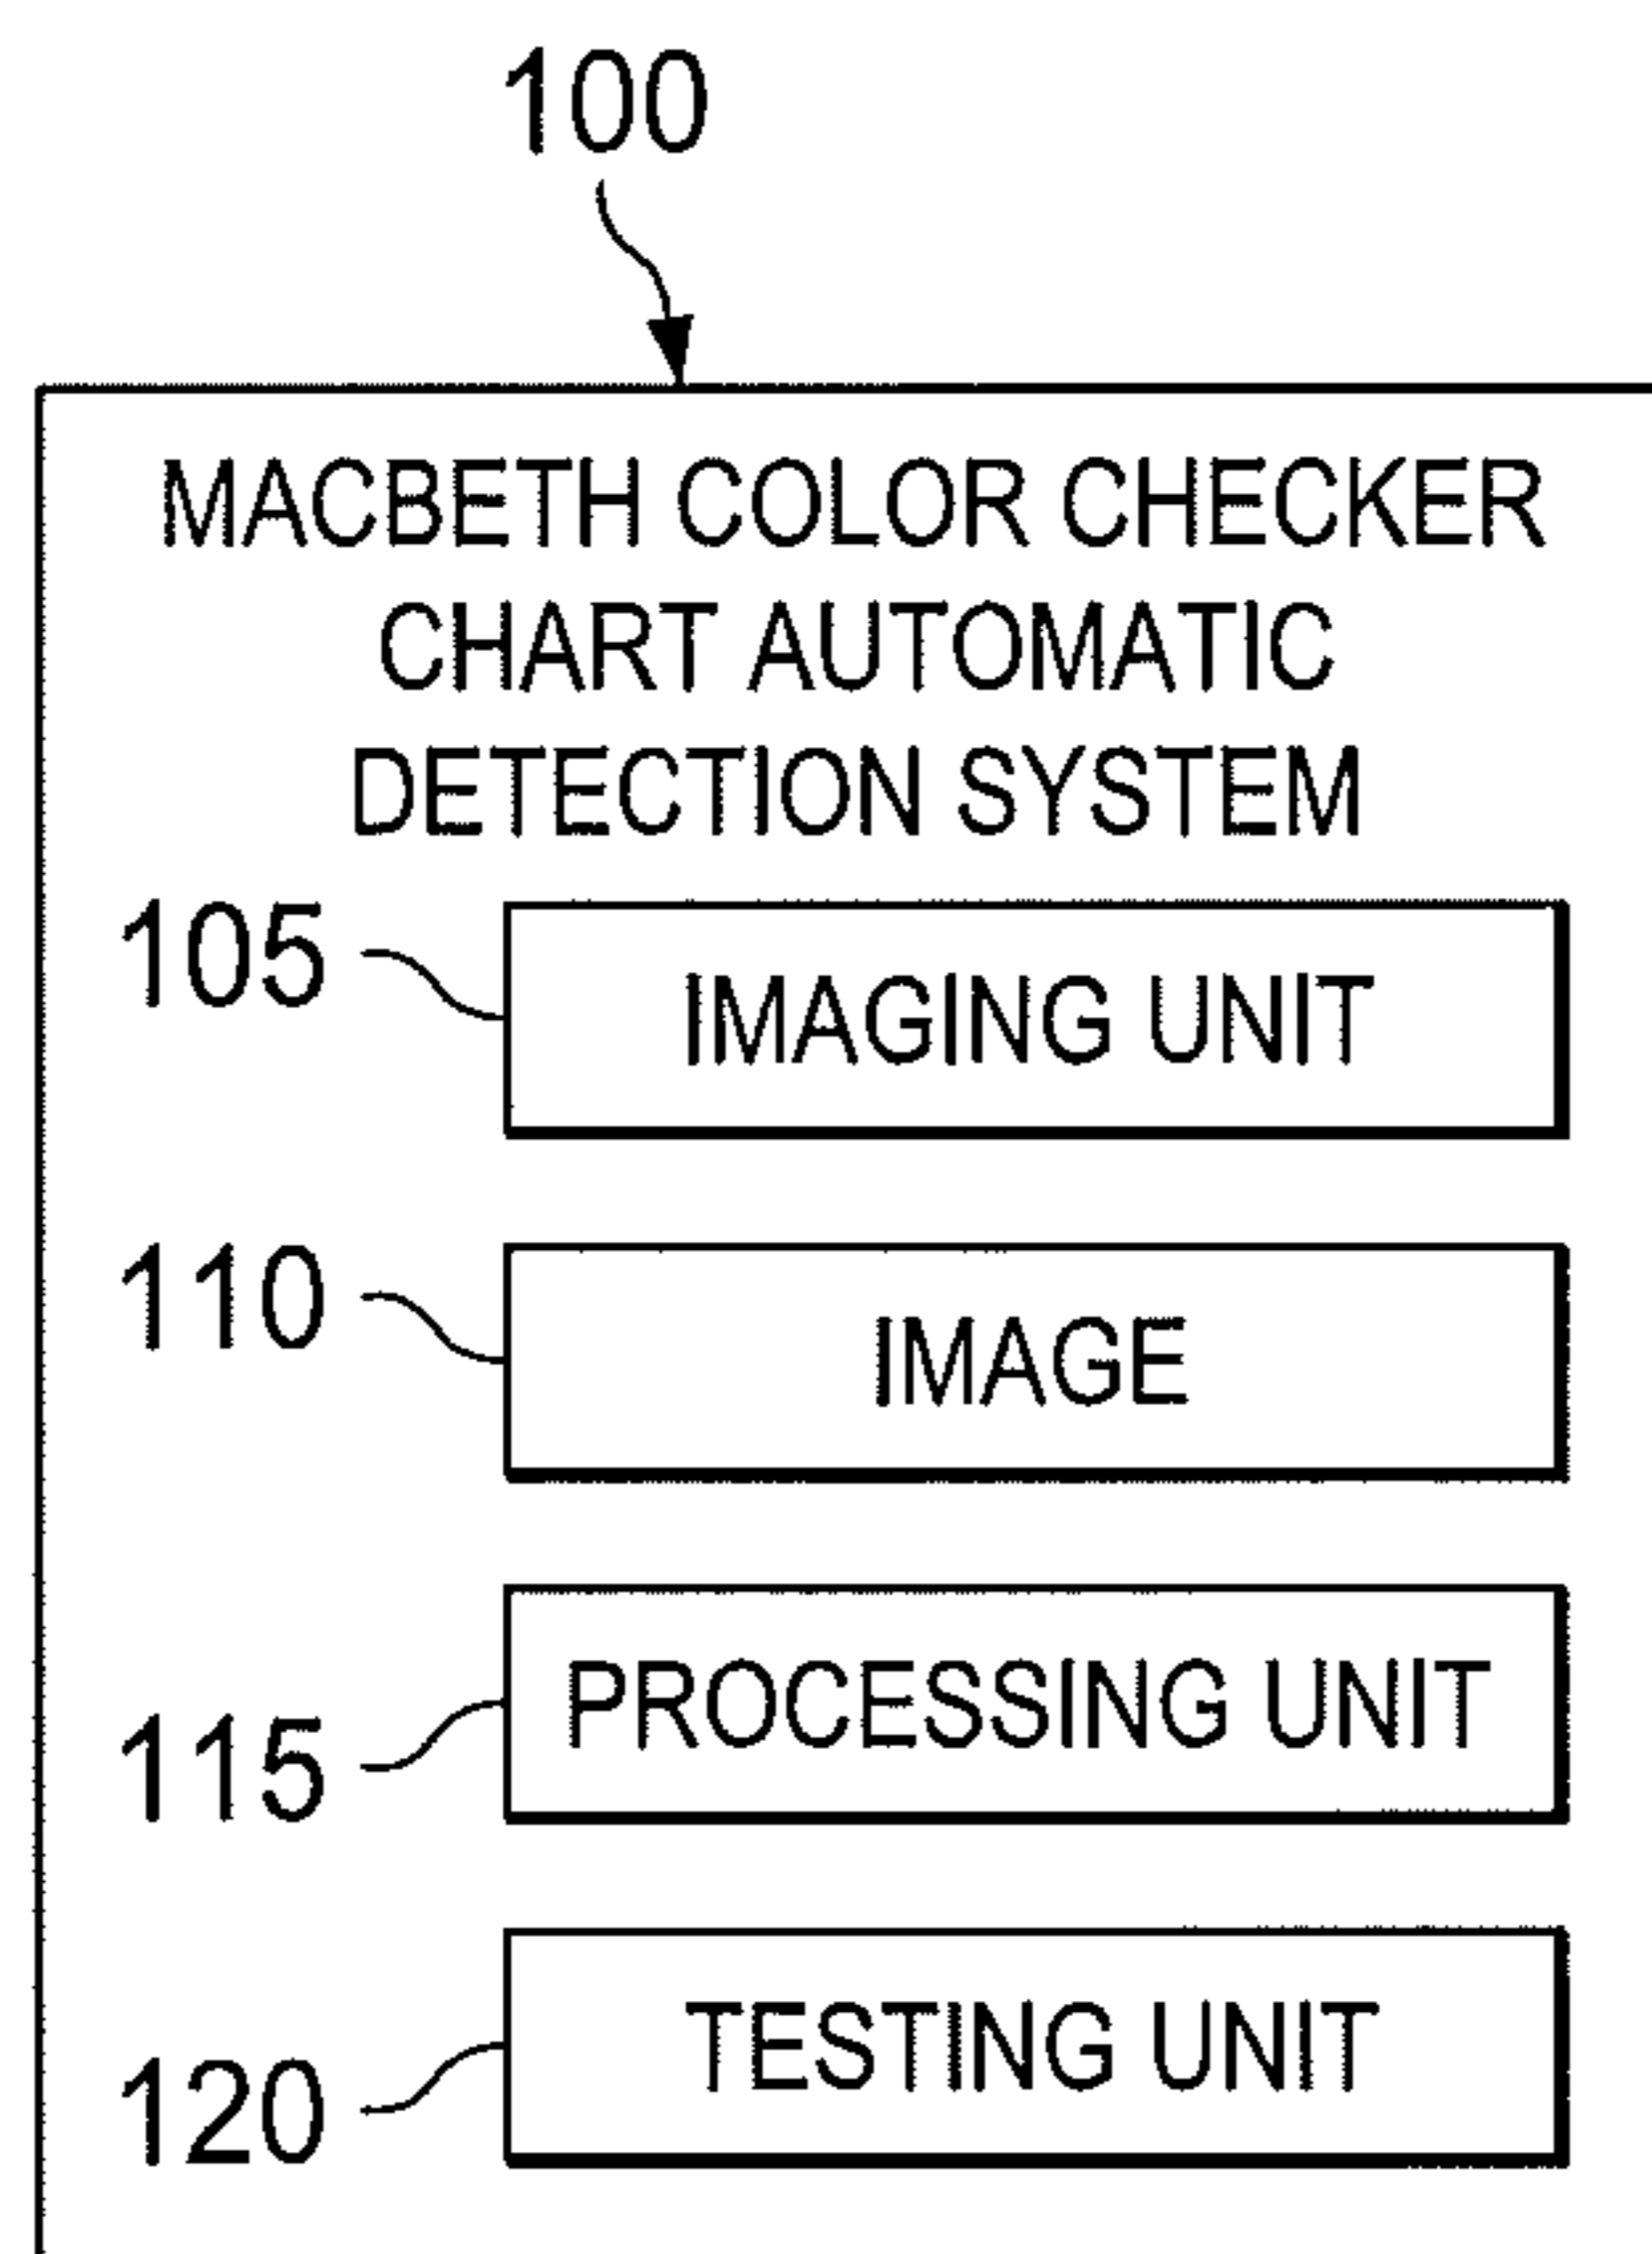 100
MACBETH COLOR CHECKER
CHART AUTOMATIC
DETECTION SYSTEM
105
IMAGING UNIT
110
IMAGE
115
PROCESSING UNIT
120
TESTING UNIT